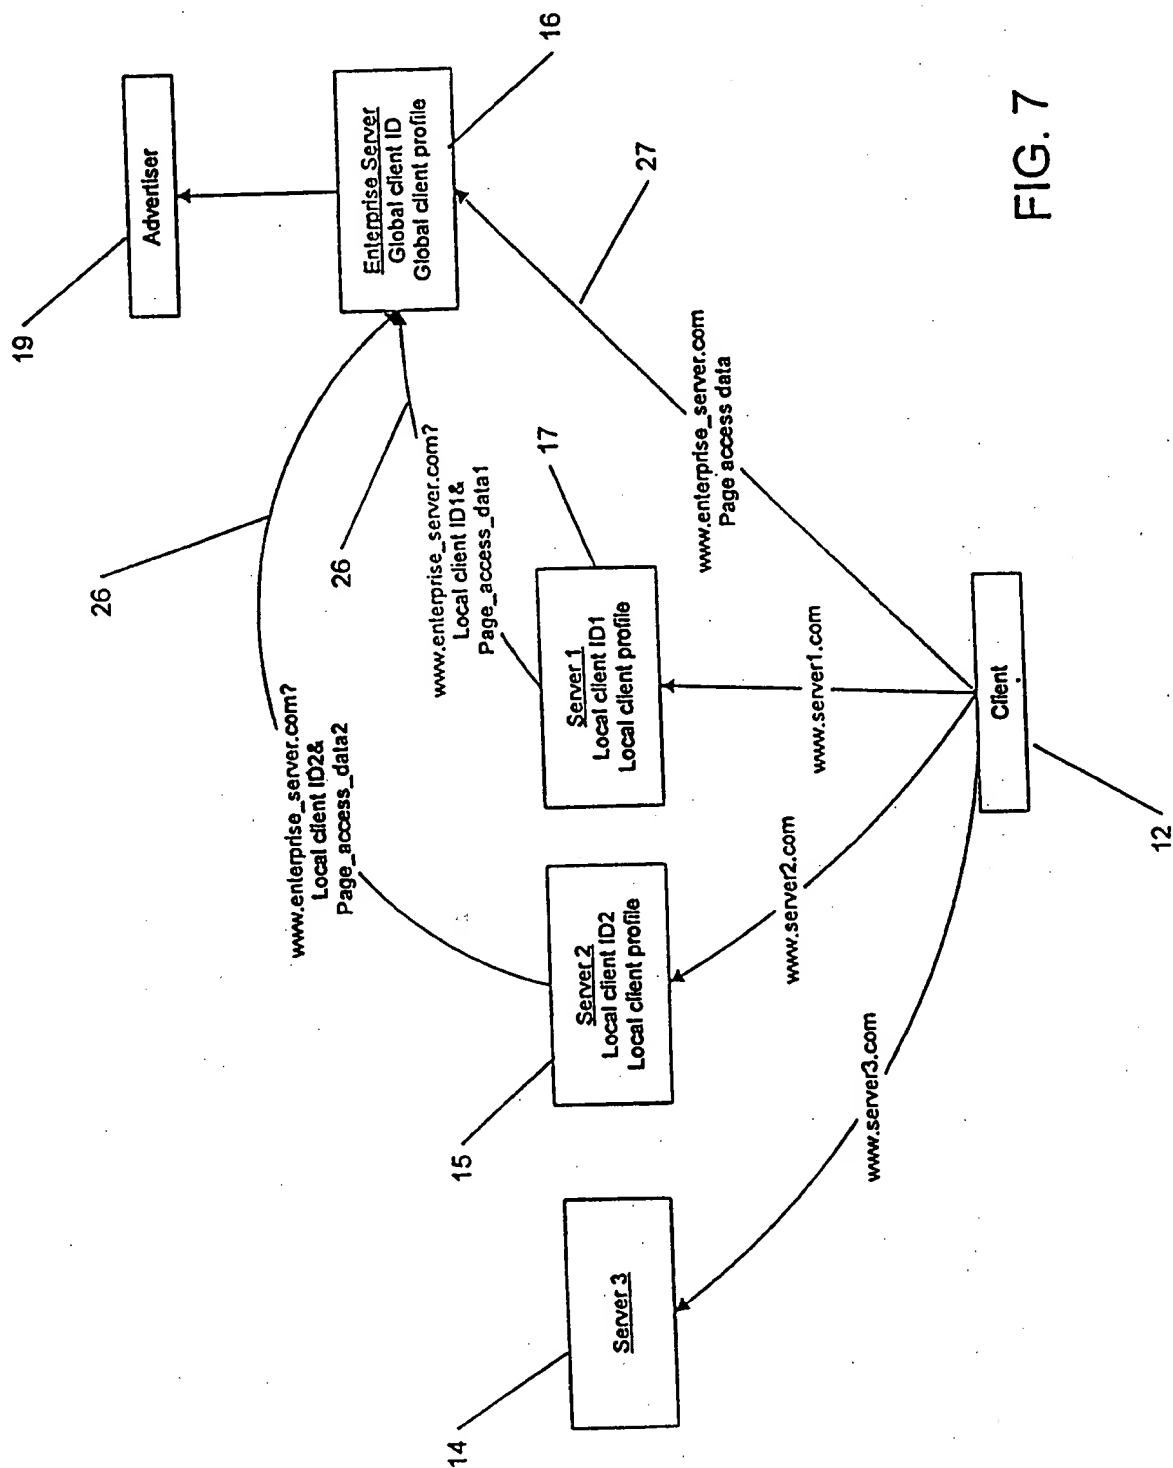 19
Advertiser
16
Enterprise Server
Global client ID
Global client profile
26
26
27
www.enterprise_server.com?
Local client ID2&
Page_access_data2
www.enterprise_server.com?
Local client ID1&
Page_access_data1
www.enterprise_server.com
Page access data
14
Server 3
15
Server 2
Local client ID2
Local client profile
17
Server 1
Local client ID1
Local client profile
www.server3.com
www.server2.com
www.server1.com
Client
12
FIG. 7